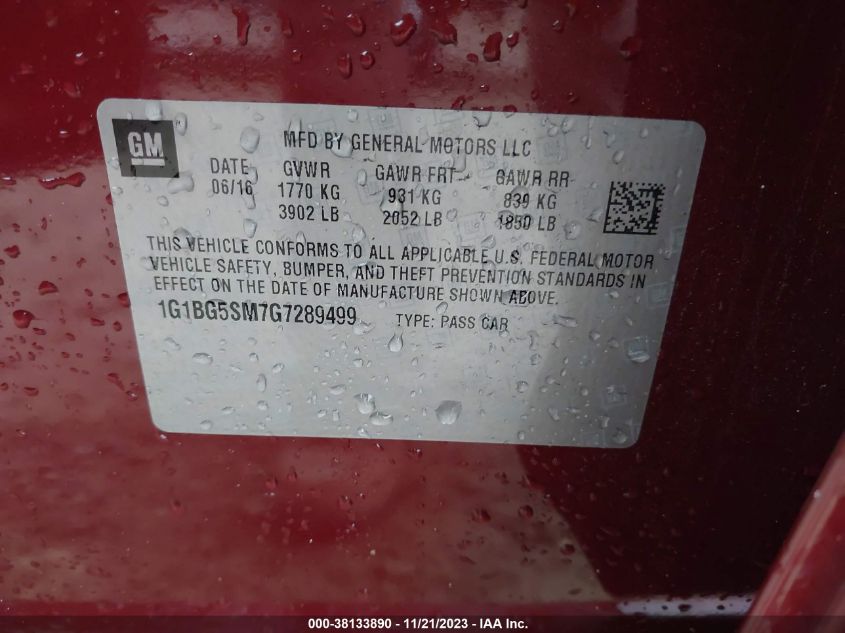 GM
MFD BY GENERAL MOTORS LLC
DATE GVWR GAWR FRT GAWR RR
06/16 1770 KG 931 KG 839 KG
3902 LB 2052 LB 1850 LB
THIS VEHICLE CONFORMS TO ALL APPLICABLE U.S. FEDERAL MOTOR
VEHICLE SAFETY, BUMPER, AND THEFT PREVENTION STANDARDS IN
EFFECT ON THE DATE OF MANUFACTURE SHOWN ABOVE.
1G1BG5SM7G7289499 TYPE: PASS CAR
000-38133890 - 11/21/2023 - IAA Inc.